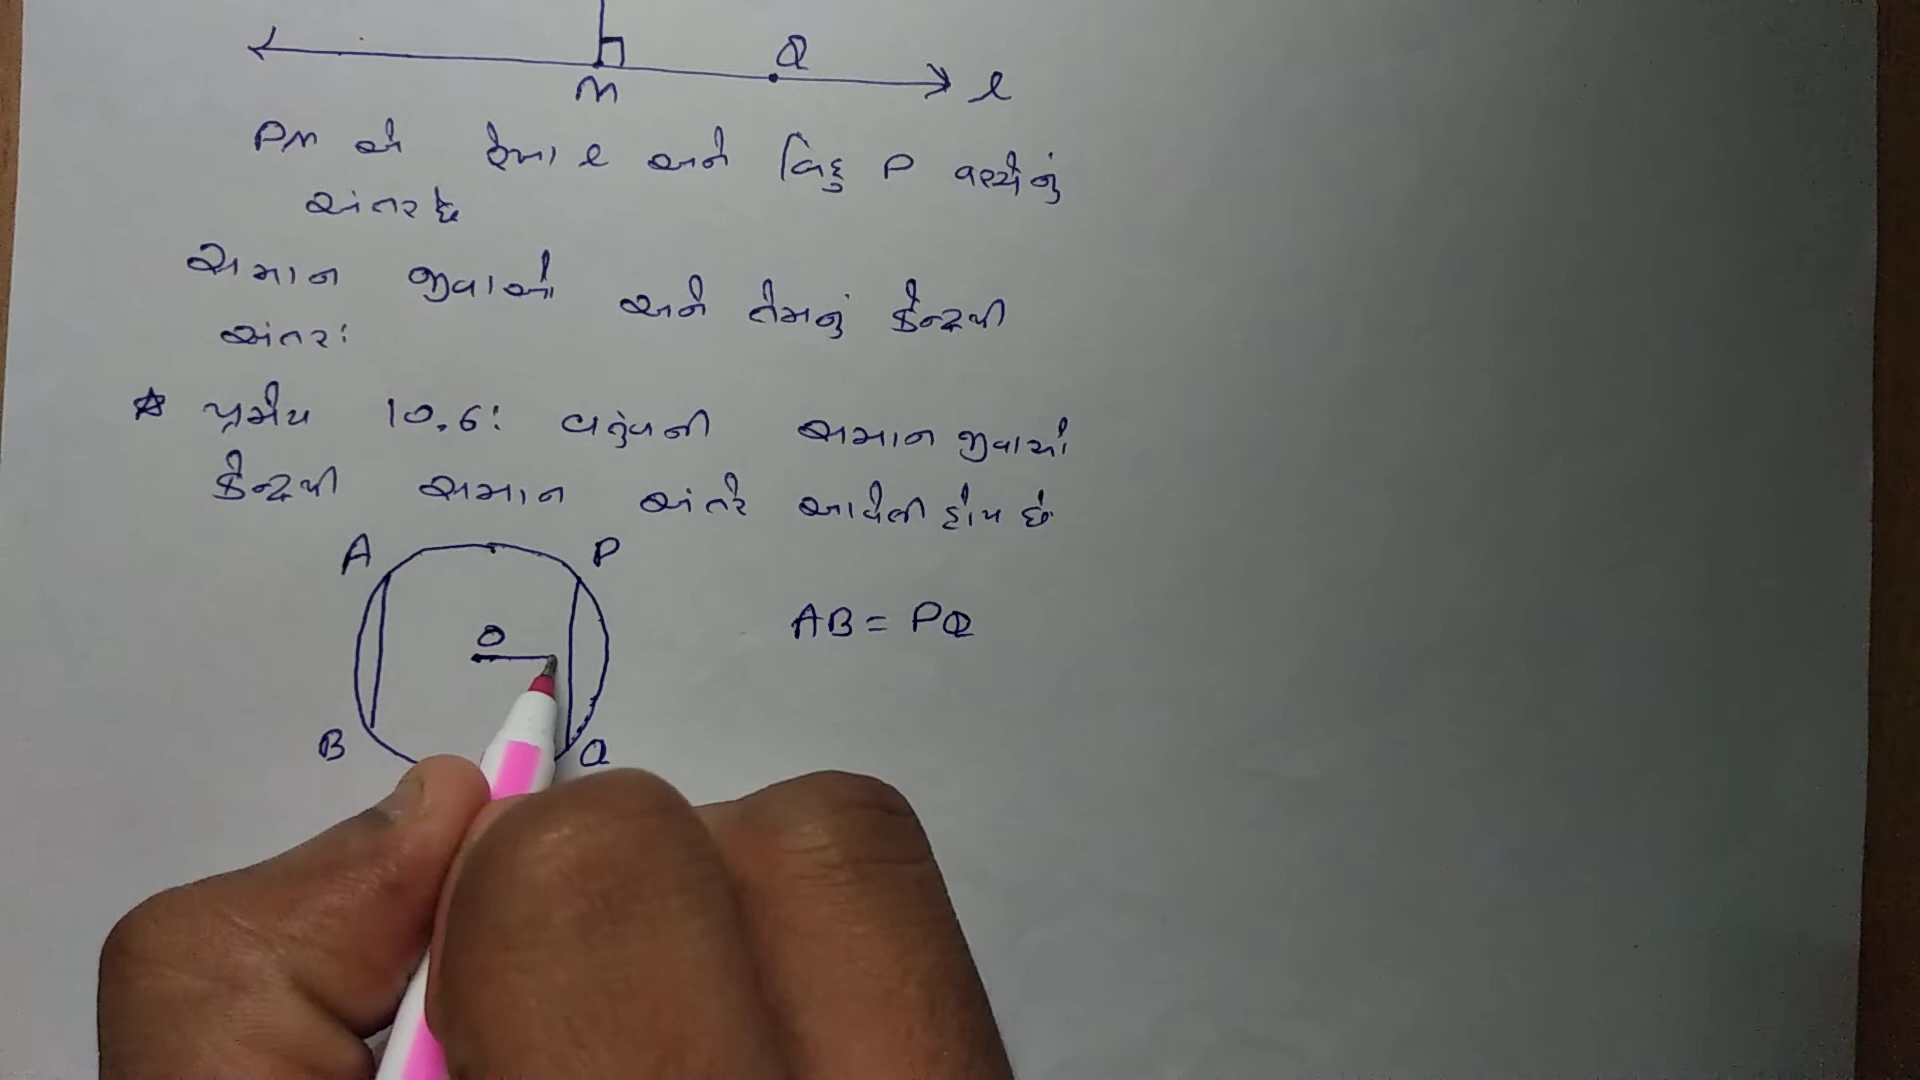 Q
M
l
PM એ રેખા l અને બિંદુ P વચ્ચેનું
અંતર છે
સમાન જીવાઓ અને તેમનું કેન્દ્રથી
અંતર:
* પ્રમેય 10.6: વર્તુળની સમાન જીવાઓ
કેન્દ્રથી સમાન અંતરે આવેલી હોય છે
A P
O AB = PQ
B Q